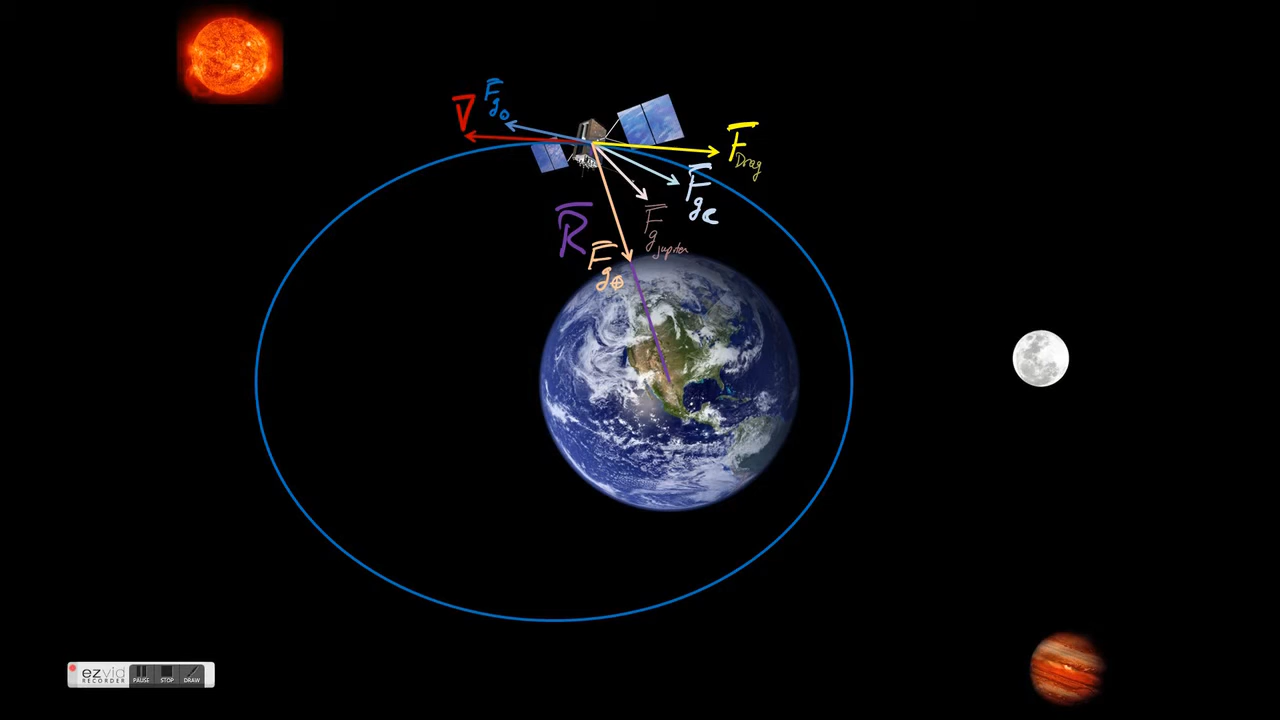 V̅
F̅g☉
F̅Drag
F̅g☾
R̅
F̅g jupiter
F̅g⊕
ezvid
RECORDER
PAUSE
STOP
DRAW